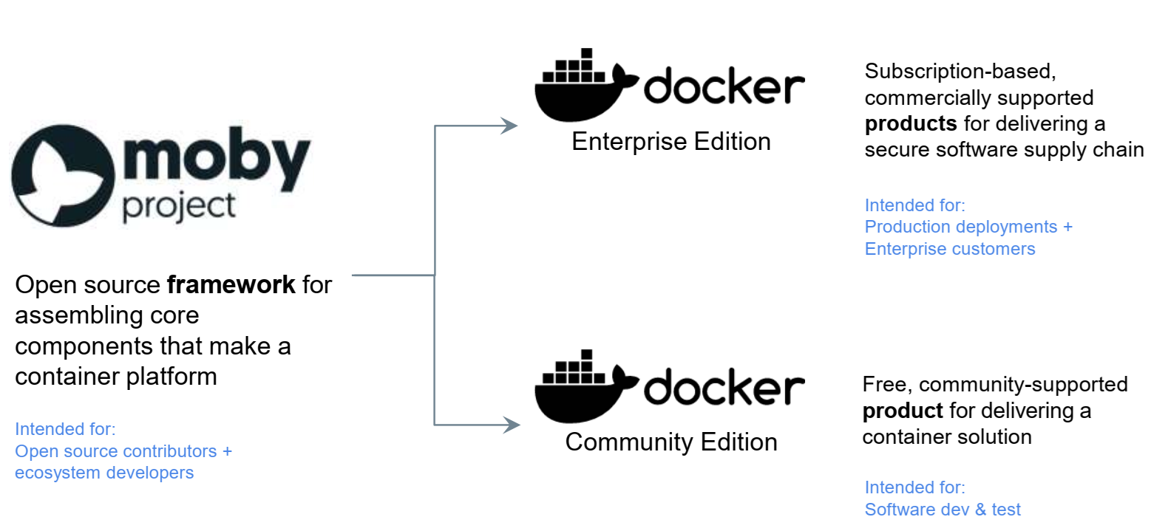 moby
project
Open source framework for
assembling core
components that make a
container platform
Intended for:
Open source contributors +
ecosystem developers
docker
Enterprise Edition
Subscription-based,
commercially supported
products for delivering a
secure software supply chain
Intended for:
Production deployments +
Enterprise customers
docker
Community Edition
Free, community-supported
product for delivering a
container solution
Intended for:
Software dev & test